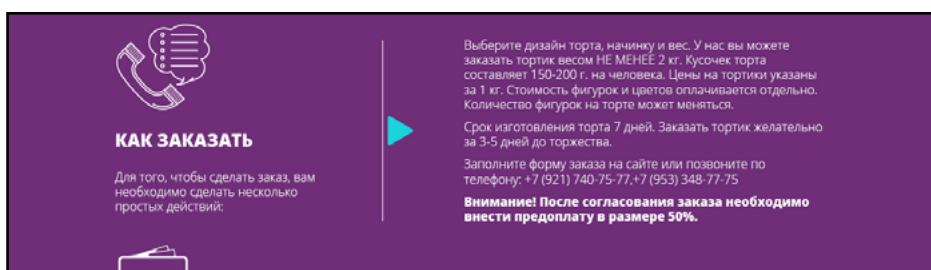 КАК ЗАКАЗАТЬ
Для того, чтобы сделать заказ, вам
необходимо сделать несколько
простых действий:
Выберите дизайн торта, начинку и вес. У нас вы можете
заказать тортик весом НЕ МЕНЕЕ 2 кг. Кусочек торта
составляет 150-200 г. на человека. Цены на тортики указаны
за 1 кг. Стоимость фигурок и цветов оплачивается отдельно.
Количество фигурок на торте может меняться.
Срок изготовления торта 7 дней. Заказать тортик желательно
за 3-5 дней до торжества.
Заполните форму заказа на сайте или позвоните по
телефону: +7 (921) 740-75-77,+7 (953) 348-77-75
Внимание! После согласования заказа необходимо
внести предоплату в размере 50%.